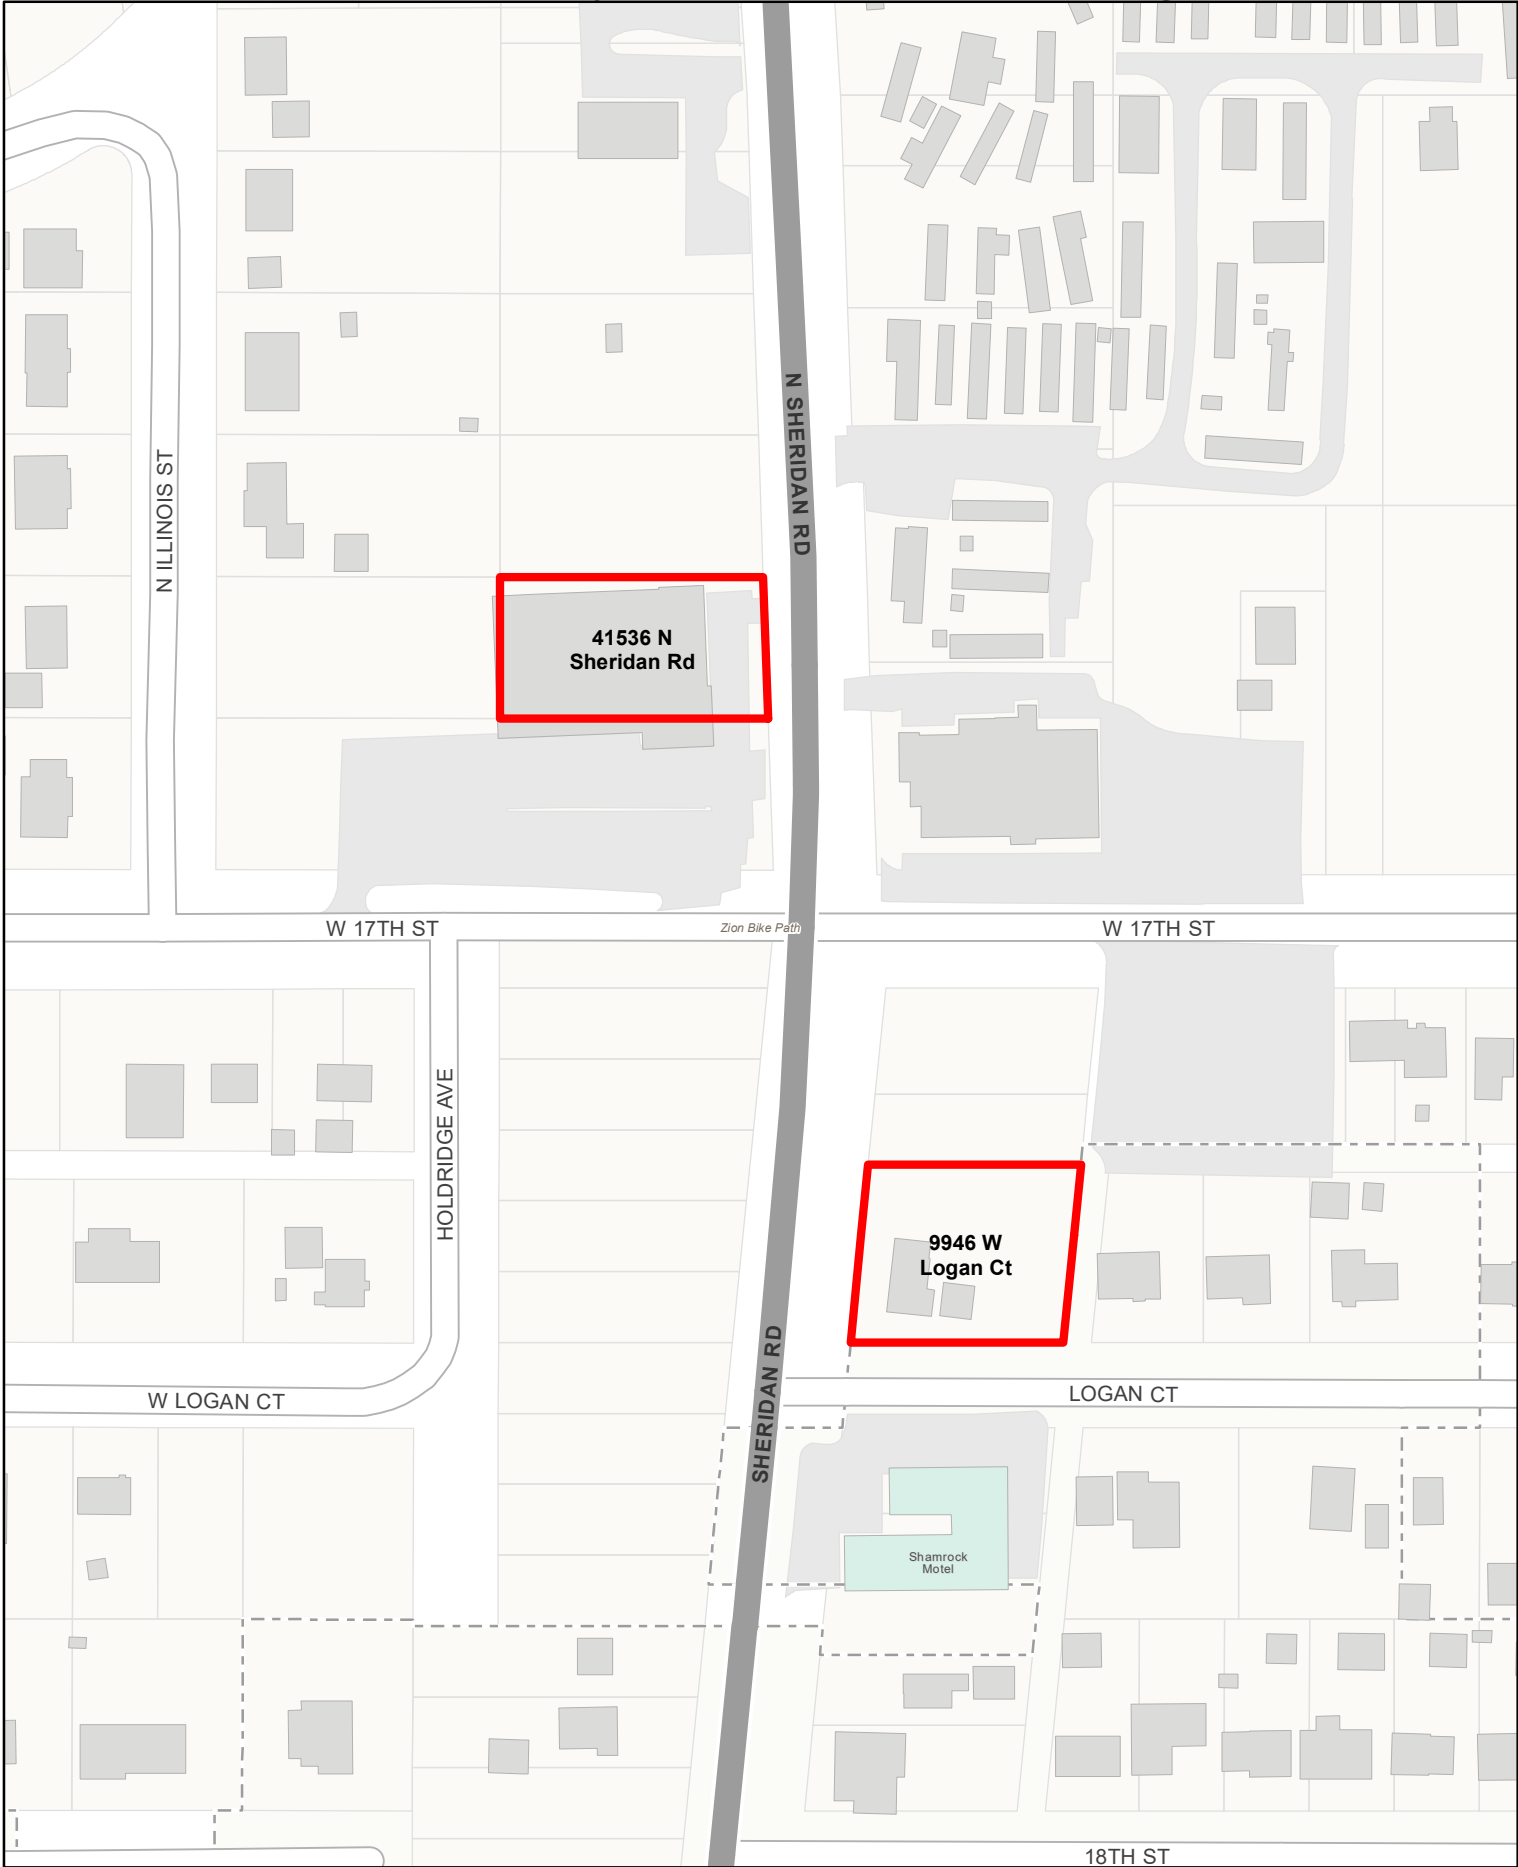 N SHERIDAN RD
N ILLINOIS ST
41536 N
Sheridan Rd
W 17TH ST
Zion Bike Path
W 17TH ST
HOLDRIDGE AVE
9946 W
Logan Ct
SHERIDAN RD
W LOGAN CT
LOGAN CT
Shamrock
Motel
18TH ST